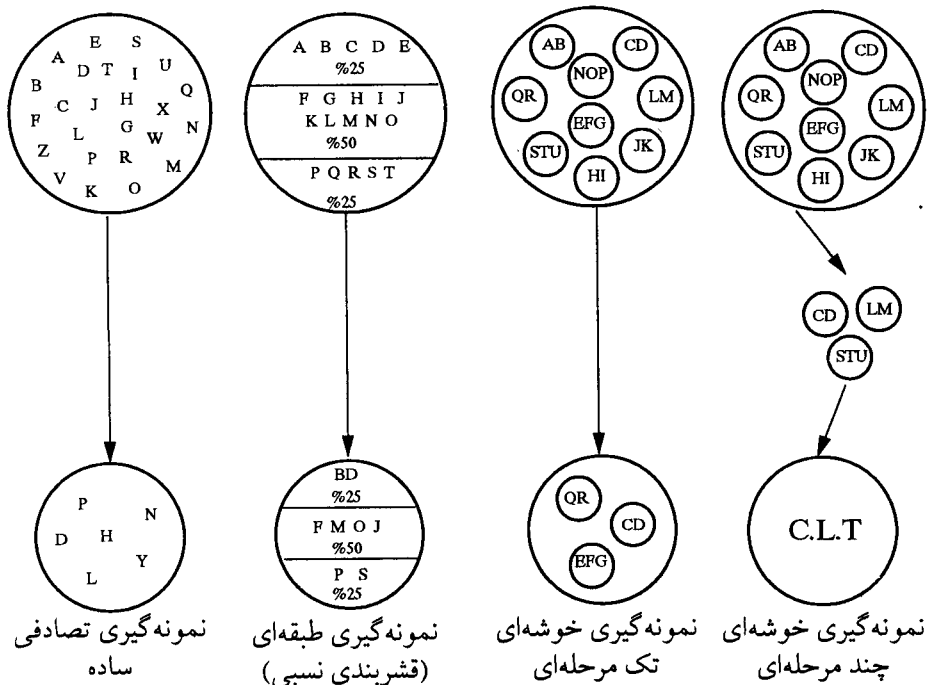 E S
A D T I U
B C J H X Q
F L G W N
Z P R M
V K O
P N
D H Y
L
نمونه‌گیری تصادفی
ساده
A B C D E
%25
F G H I J
K L M N O
%50
P Q R S T
%25
BD
%25
F M O J
%50
P S
%25
نمونه‌گیری طبقه‌ای
(قشربندی نسبی)
AB CD
NOP
QR LM
EFG
STU JK
HI
QR
CD
EFG
نمونه‌گیری خوشه‌ای
تک مرحله‌ای
AB CD
NOP
QR LM
EFG
STU JK
HI
CD LM
STU
C.L.T
نمونه‌گیری خوشه‌ای
چند مرحله‌ای